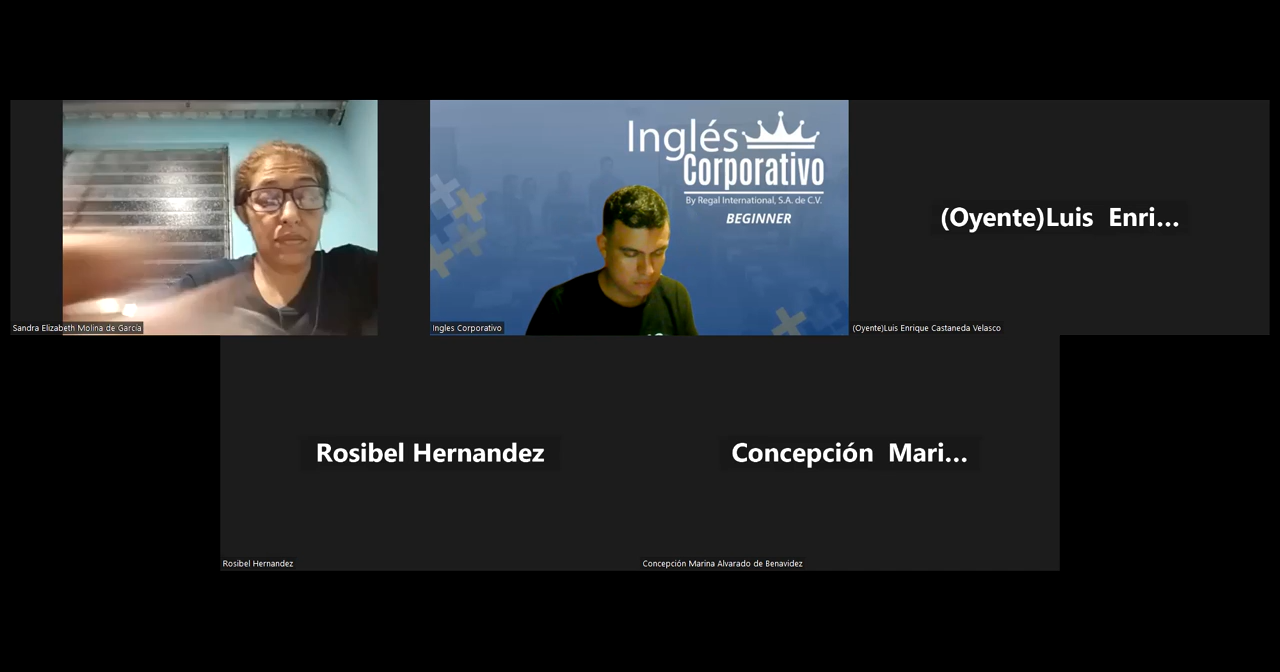 Inglés
Corporativo
By Regal International, S.A. de C.V.
BEGINNER
(Oyente)Luis Enri...
Sandra Elizabeth Molina de García
Ingles Corporativo
(Oyente)Luis Enrique Castaneda Velasco
Rosibel Hernandez
Concepción Mari...
Rosibel Hernandez
Concepción Marina Alvarado de Benavidez